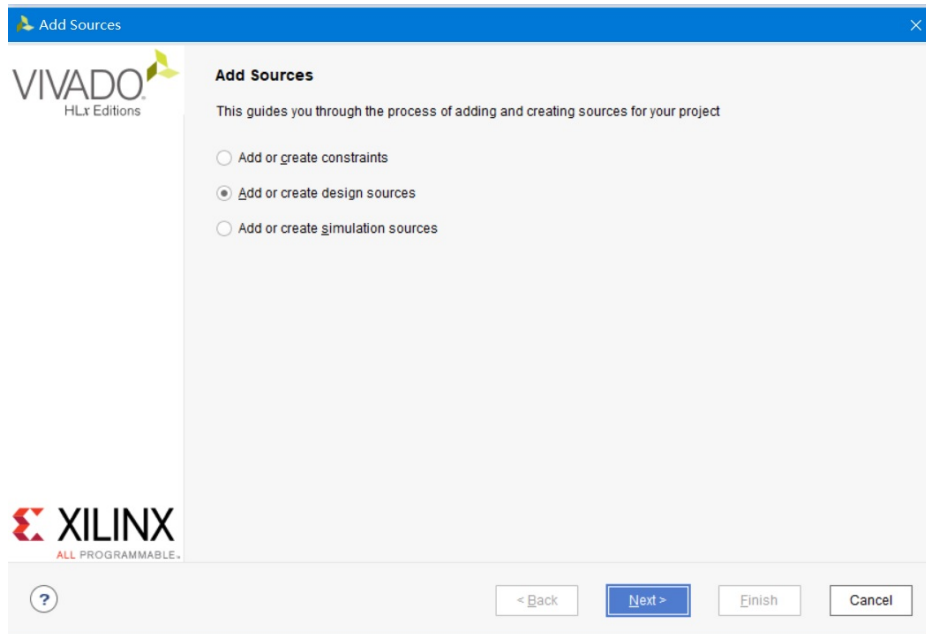 Add Sources
VIVADO
HLx Editions
Add Sources
This guides you through the process of adding and creating sources for your project
Add or create constraints
Add or create design sources
Add or create simulation sources
XILINX
ALL PROGRAMMABLE™
?
< Back
Next >
Finish
Cancel